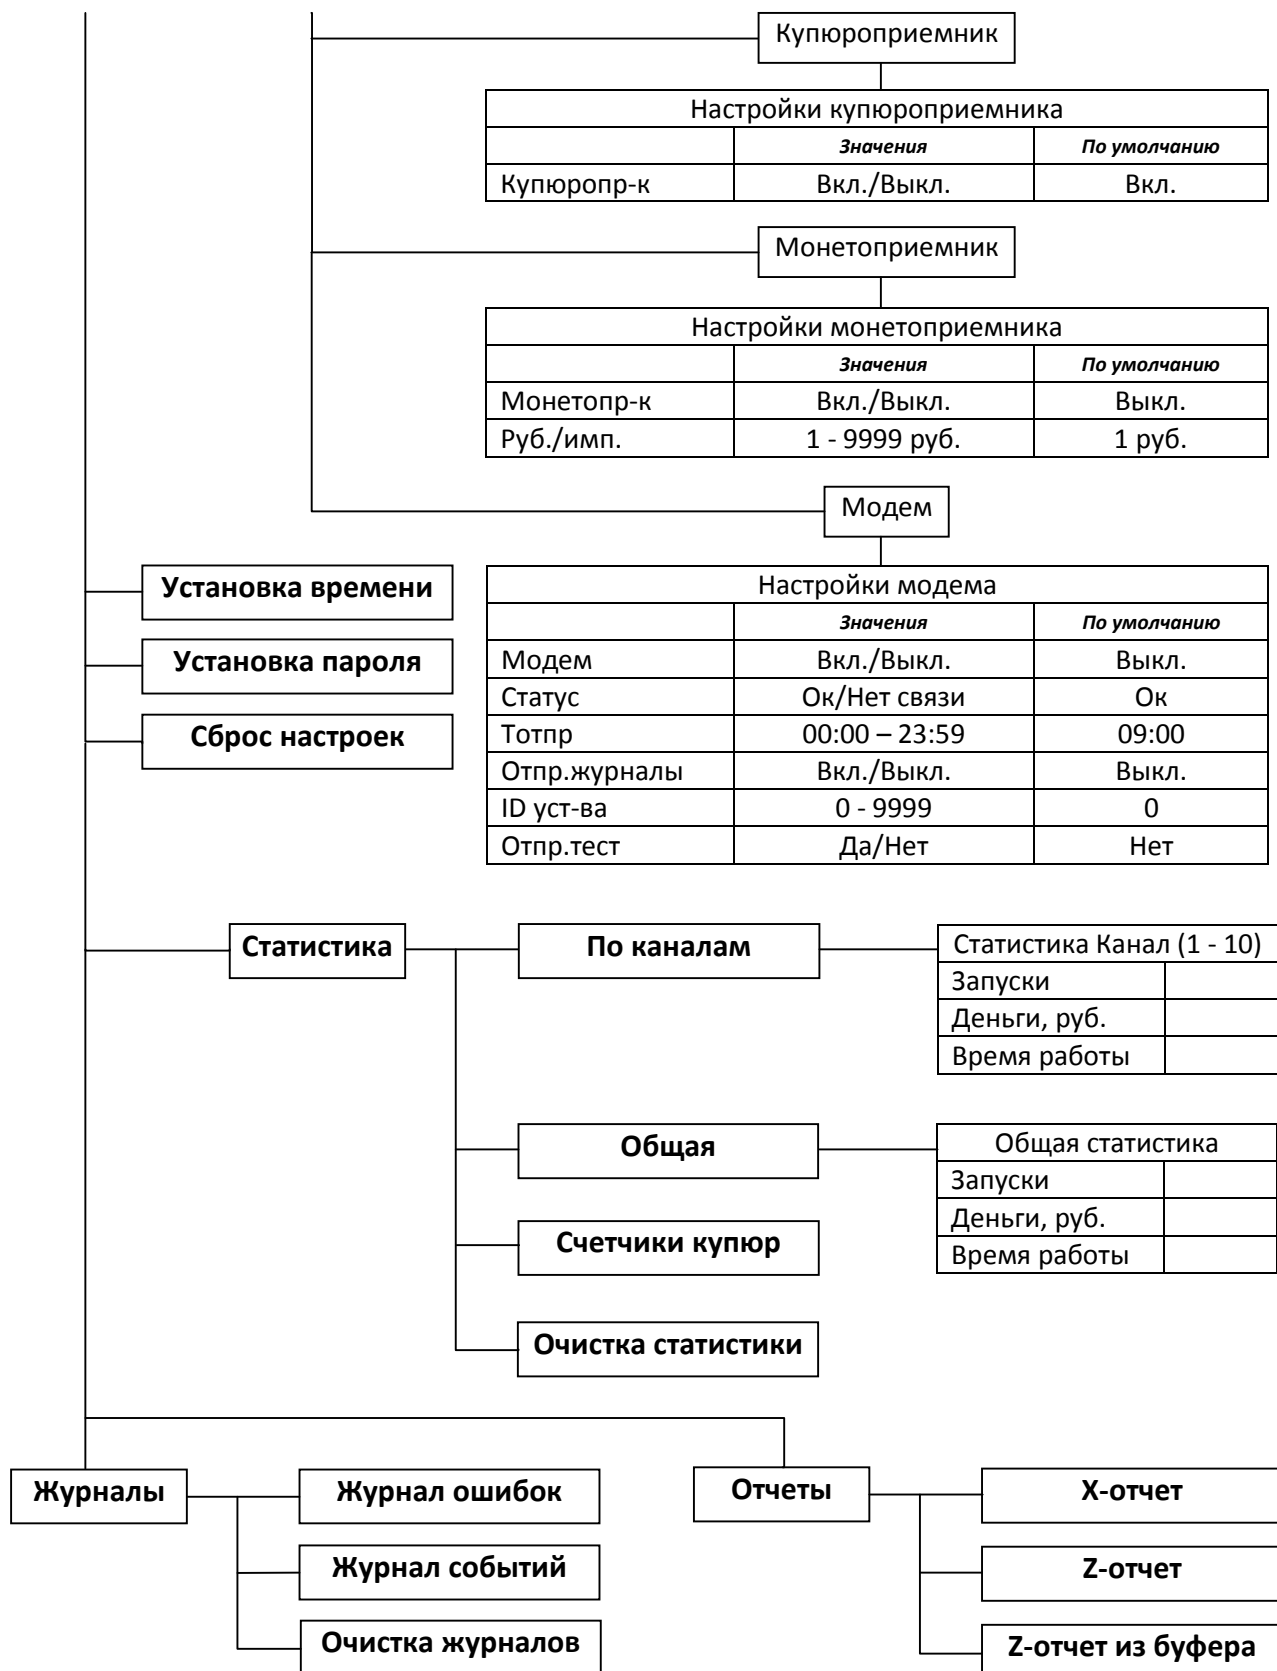 Купюроприемник
Настройки купюроприемника
Значения По умолчанию
Купюропр-к Вкл./Выкл. Вкл.
Монетоприемник
Настройки монетоприемника
Значения По умолчанию
Монетопр-к Вкл./Выкл. Выкл.
Руб./имп. 1 - 9999 руб. 1 руб.
Модем
Настройки модема
Значения По умолчанию
Модем Вкл./Выкл. Выкл.
Статус Ок/Нет связи Ок
Тотпр 00:00 – 23:59 09:00
Отпр.журналы Вкл./Выкл. Выкл.
ID уст-ва 0 - 9999 0
Отпр.тест Да/Нет Нет
Установка времени
Установка пароля
Сброс настроек
Статистика
По каналам
Статистика Канал (1 - 10)
Запуски
Деньги, руб.
Время работы
Общая
Общая статистика
Запуски
Деньги, руб.
Время работы
Счетчики купюр
Очистка статистики
Журналы
Журнал ошибок
Журнал событий
Очистка журналов
Отчеты
X-отчет
Z-отчет
Z-отчет из буфера